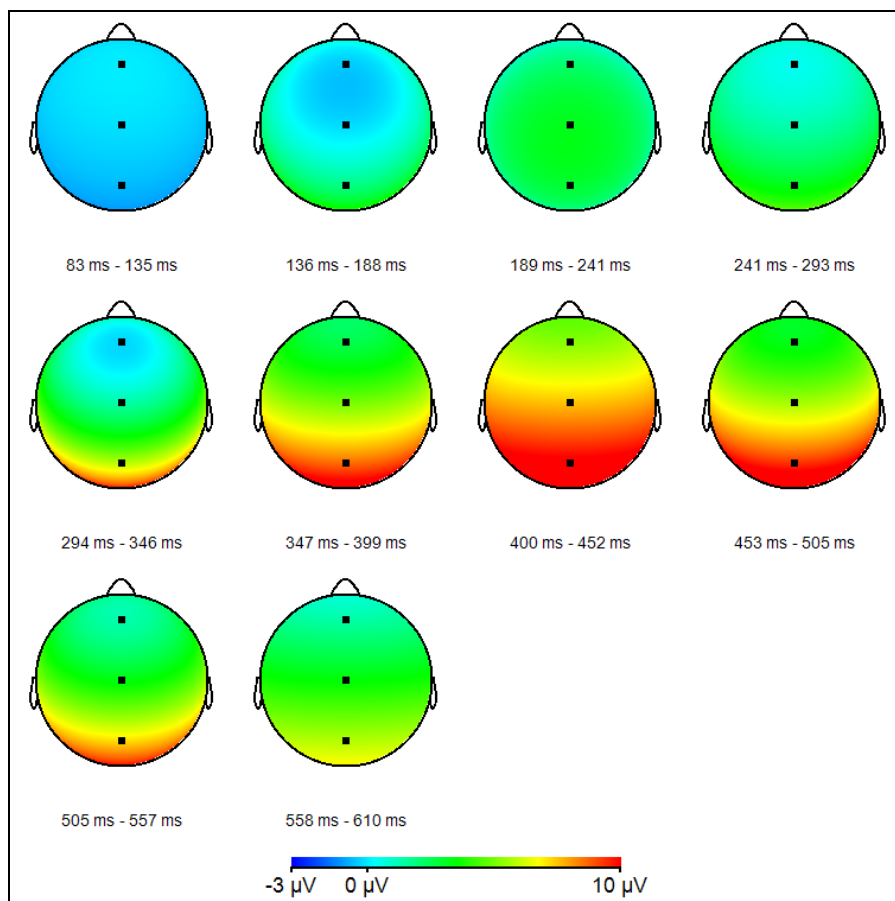 83 ms - 135 ms
136 ms - 188 ms
189 ms - 241 ms
241 ms - 293 ms
294 ms - 346 ms
347 ms - 399 ms
400 ms - 452 ms
453 ms - 505 ms
505 ms - 557 ms
558 ms - 610 ms
-3 µV 0 µV 10 µV